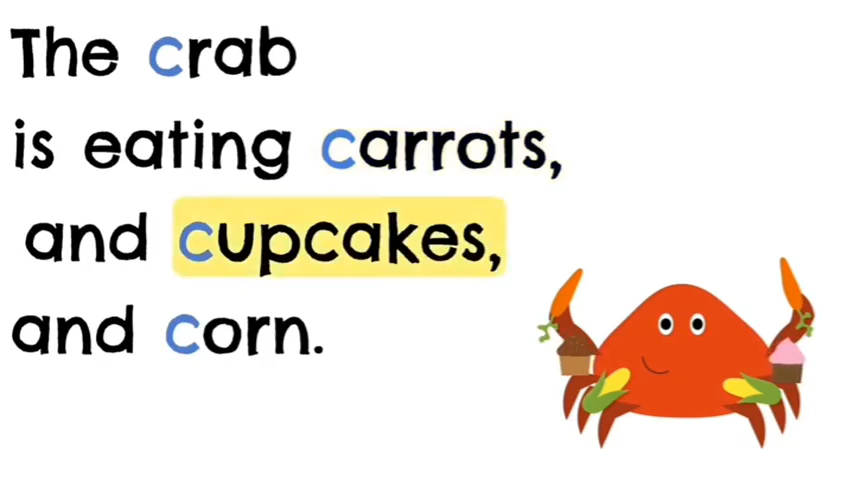 The crab
is eating carrots,
and cupcakes,
and corn.